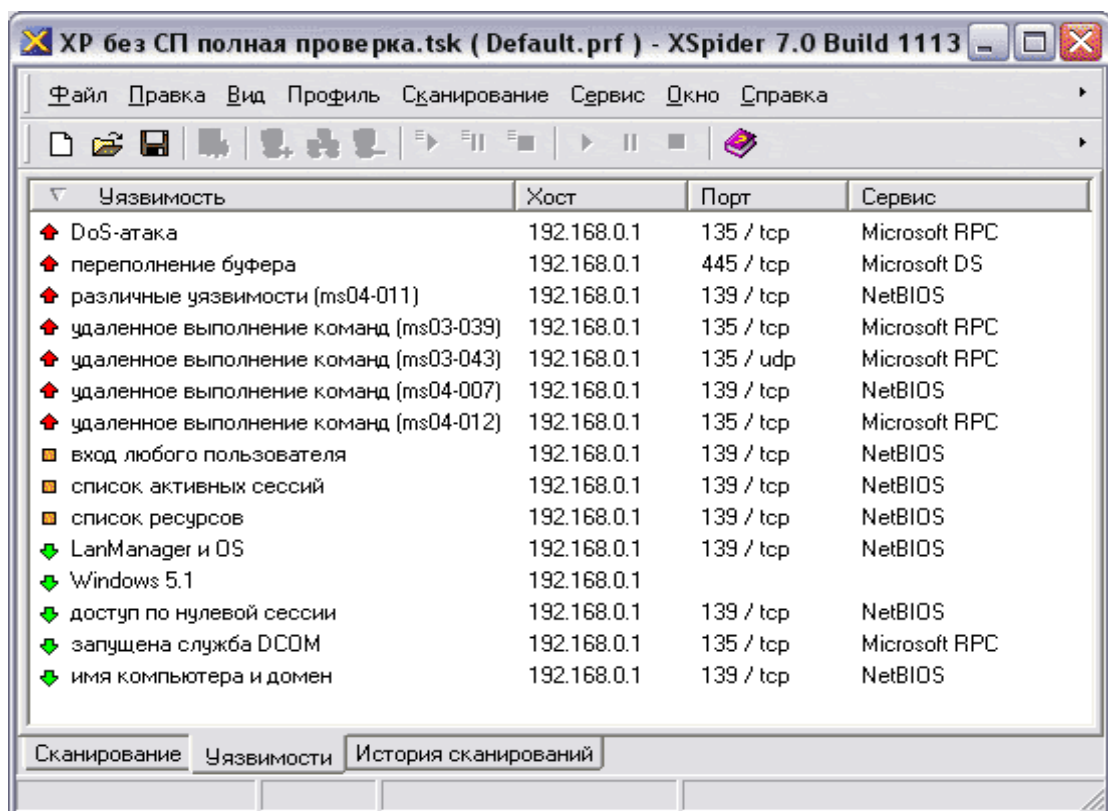 XP без СП полная проверка.tsk ( Default.prf ) - XSpider 7.0 Build 1113
Файл Правка Вид Профиль Сканирование Сервис Окно Справка
Уязвимость Хост Порт Сервис
DoS-атака 192.168.0.1 135 / tcp Microsoft RPC
переполнение буфера 192.168.0.1 445 / tcp Microsoft DS
различные уязвимости (ms04-011) 192.168.0.1 139 / tcp NetBIOS
удаленное выполнение команд (ms03-039) 192.168.0.1 135 / tcp Microsoft RPC
удаленное выполнение команд (ms03-043) 192.168.0.1 135 / udp Microsoft RPC
удаленное выполнение команд (ms04-007) 192.168.0.1 139 / tcp NetBIOS
удаленное выполнение команд (ms04-012) 192.168.0.1 135 / tcp Microsoft RPC
вход любого пользователя 192.168.0.1 139 / tcp NetBIOS
список активных сессий 192.168.0.1 139 / tcp NetBIOS
список ресурсов 192.168.0.1 139 / tcp NetBIOS
LanManager и OS 192.168.0.1 139 / tcp NetBIOS
Windows 5.1 192.168.0.1
доступ по нулевой сессии 192.168.0.1 139 / tcp NetBIOS
запущена служба DCOM 192.168.0.1 135 / tcp Microsoft RPC
имя компьютера и домен 192.168.0.1 139 / tcp NetBIOS
Сканирование Уязвимости История сканирований